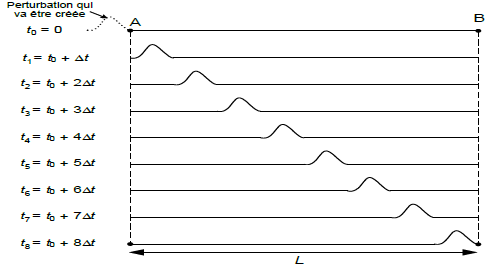 Perturbation qui
va être créée
A
B
t₀ = 0
t₁ = t₀ + Δt
t₂ = t₀ + 2Δt
t₃ = t₀ + 3Δt
t₄ = t₀ + 4Δt
t₅ = t₀ + 5Δt
t₆ = t₀ + 6Δt
t₇ = t₀ + 7Δt
t₈ = t₀ + 8Δt
L